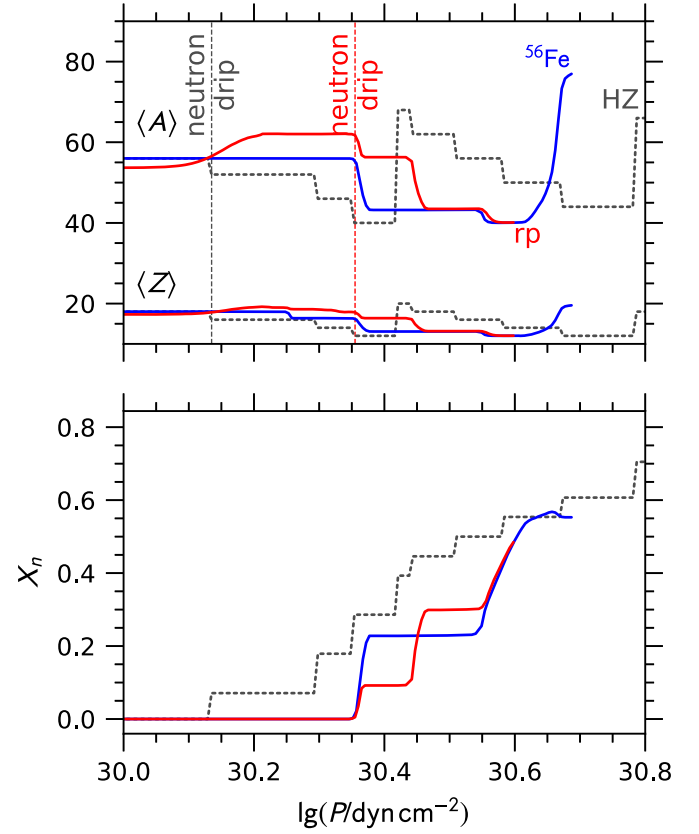 80
60
40
20
⟨A⟩
⟨Z⟩
neutron
drip
neutron
drip
⁵⁶Fe
HZ
rp
0.8
0.6
0.4
0.2
0.0
Xₙ
30.0 30.2 30.4 30.6 30.8
lg(P/dyn cm⁻²)